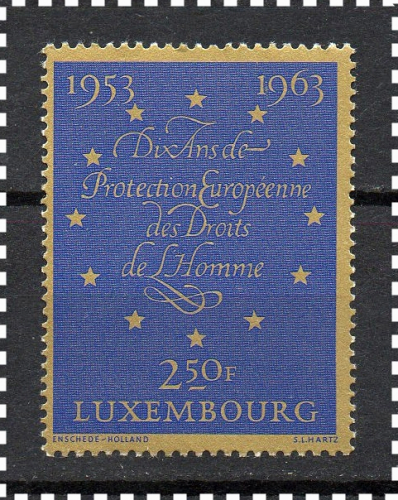 1953 1963
Dix Ans de
Protection Européenne
des Droits
de L'Homme
2.50F
LUXEMBOURG
ENSCHEDE-HOLLAND S.L.HARTZ